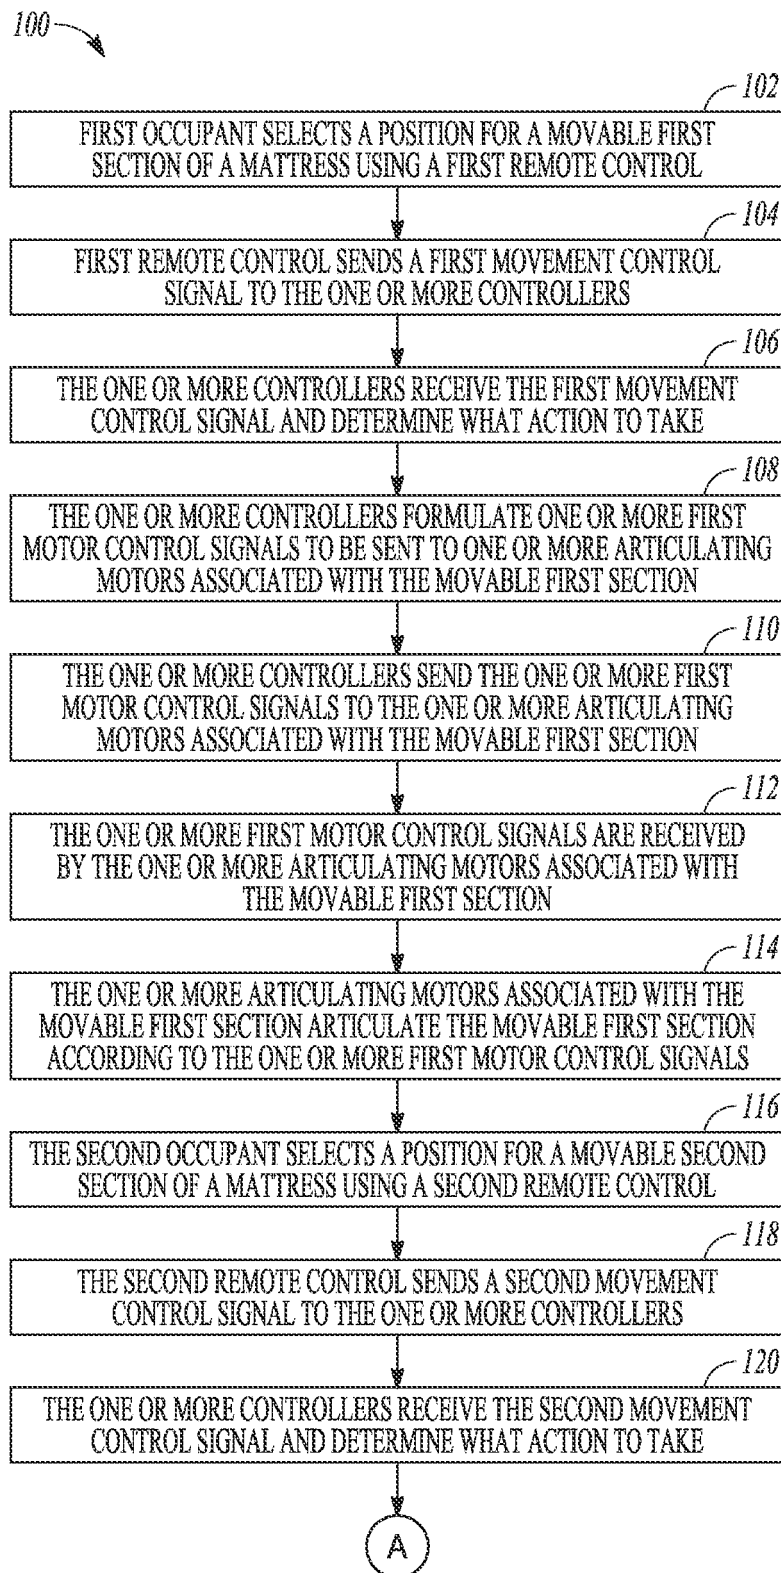 100
102
FIRST OCCUPANT SELECTS A POSITION FOR A MOVABLE FIRST
SECTION OF A MATTRESS USING A FIRST REMOTE CONTROL
104
FIRST REMOTE CONTROL SENDS A FIRST MOVEMENT CONTROL
SIGNAL TO THE ONE OR MORE CONTROLLERS
106
THE ONE OR MORE CONTROLLERS RECEIVE THE FIRST MOVEMENT
CONTROL SIGNAL AND DETERMINE WHAT ACTION TO TAKE
108
THE ONE OR MORE CONTROLLERS FORMULATE ONE OR MORE FIRST
MOTOR CONTROL SIGNALS TO BE SENT TO ONE OR MORE ARTICULATING
MOTORS ASSOCIATED WITH THE MOVABLE FIRST SECTION
110
THE ONE OR MORE CONTROLLERS SEND THE ONE OR MORE FIRST
MOTOR CONTROL SIGNALS TO THE ONE OR MORE ARTICULATING
MOTORS ASSOCIATED WITH THE MOVABLE FIRST SECTION
112
THE ONE OR MORE FIRST MOTOR CONTROL SIGNALS ARE RECEIVED
BY THE ONE OR MORE ARTICULATING MOTORS ASSOCIATED WITH
THE MOVABLE FIRST SECTION
114
THE ONE OR MORE ARTICULATING MOTORS ASSOCIATED WITH THE
MOVABLE FIRST SECTION ARTICULATE THE MOVABLE FIRST SECTION
ACCORDING TO THE ONE OR MORE FIRST MOTOR CONTROL SIGNALS
116
THE SECOND OCCUPANT SELECTS A POSITION FOR A MOVABLE SECOND
SECTION OF A MATTRESS USING A SECOND REMOTE CONTROL
118
THE SECOND REMOTE CONTROL SENDS A SECOND MOVEMENT
CONTROL SIGNAL TO THE ONE OR MORE CONTROLLERS
120
THE ONE OR MORE CONTROLLERS RECEIVE THE SECOND MOVEMENT
CONTROL SIGNAL AND DETERMINE WHAT ACTION TO TAKE
A